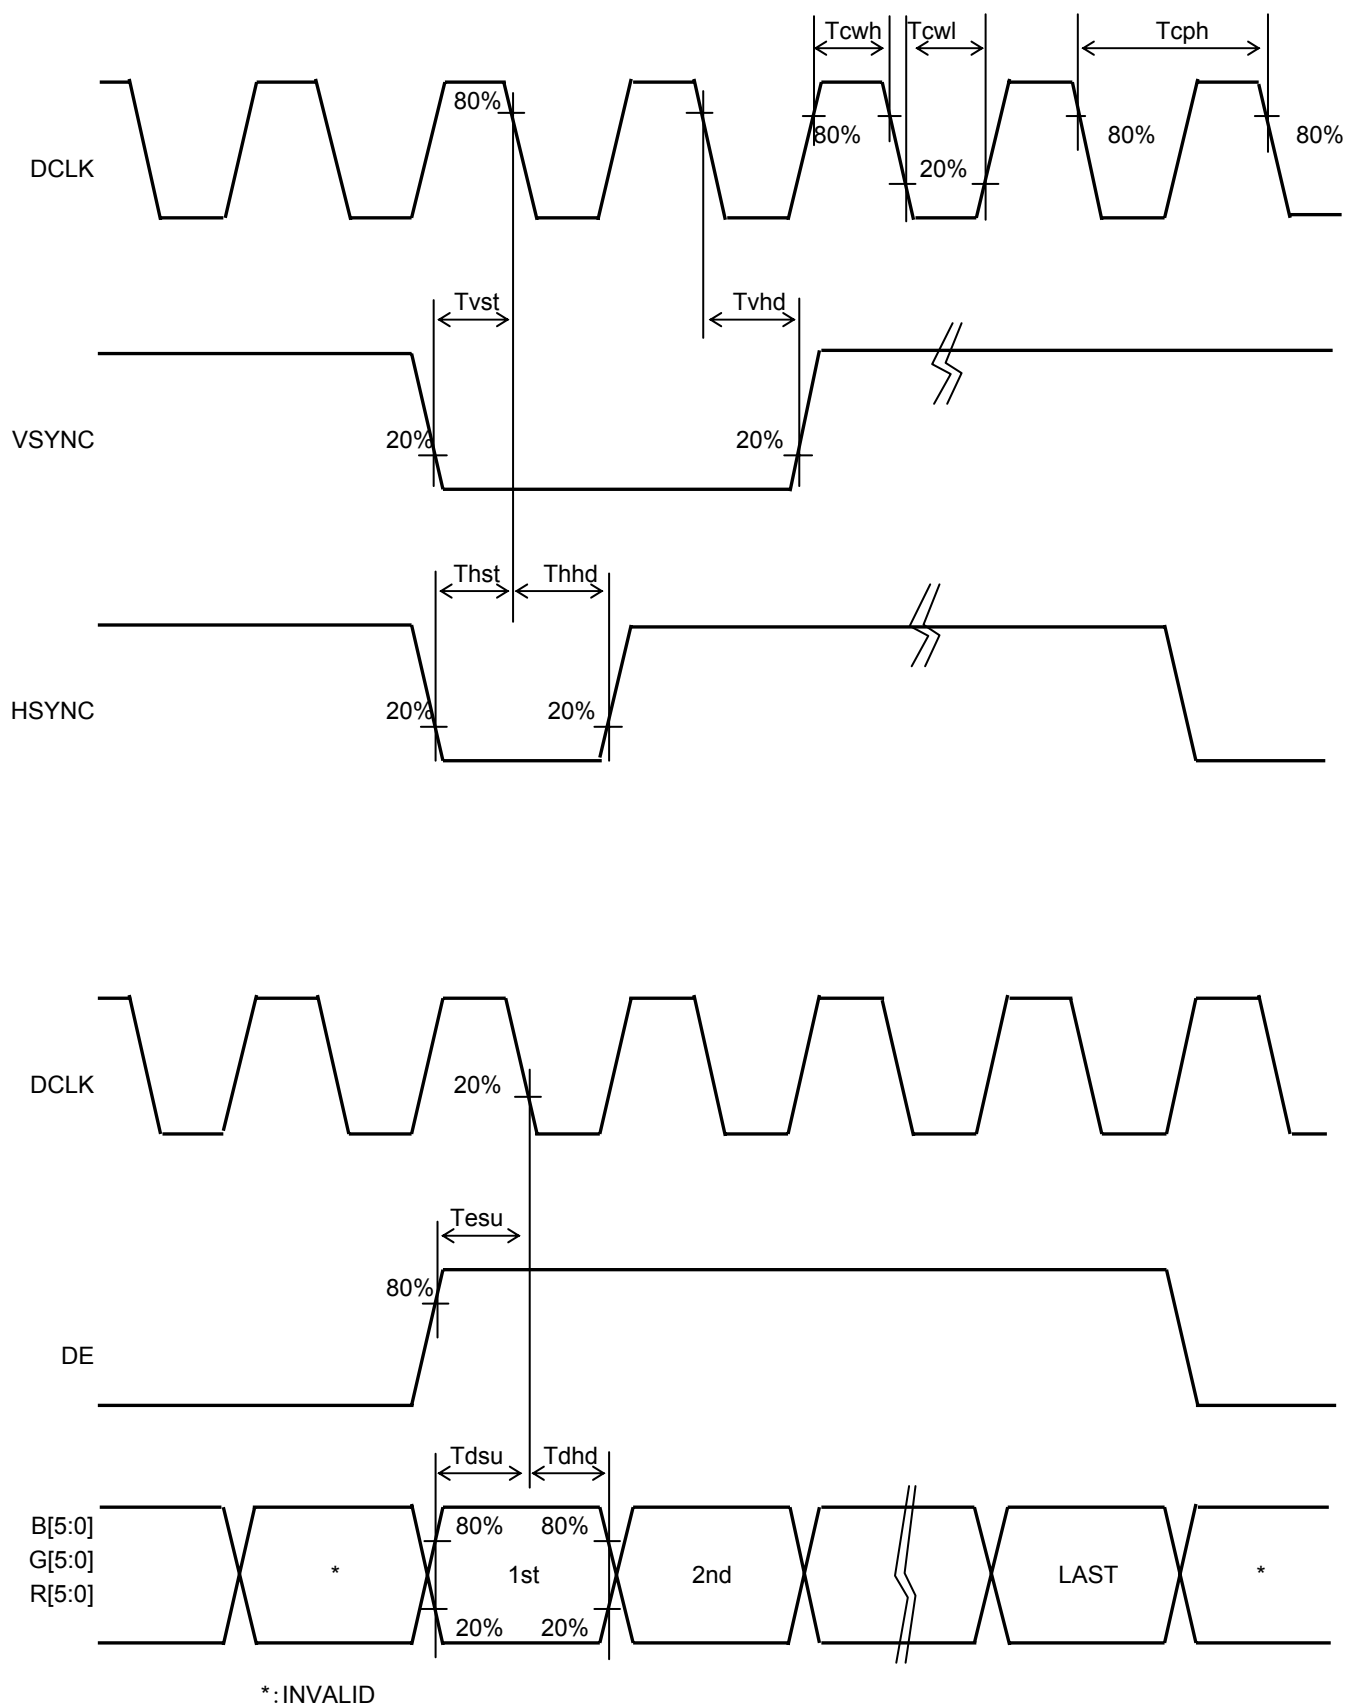 Tcwh Tcwl Tcph
80%
80% 80% 80%
DCLK 20%
Tvst Tvhd
VSYNC 20% 20%
Thst Thhd
HSYNC 20% 20%
DCLK 20%
Tesu
80%
DE
Tdsu Tdhd
B[5:0] 80% 80%
G[5:0]
* 1st 2nd LAST *
R[5:0]
20% 20%
*:INVALID